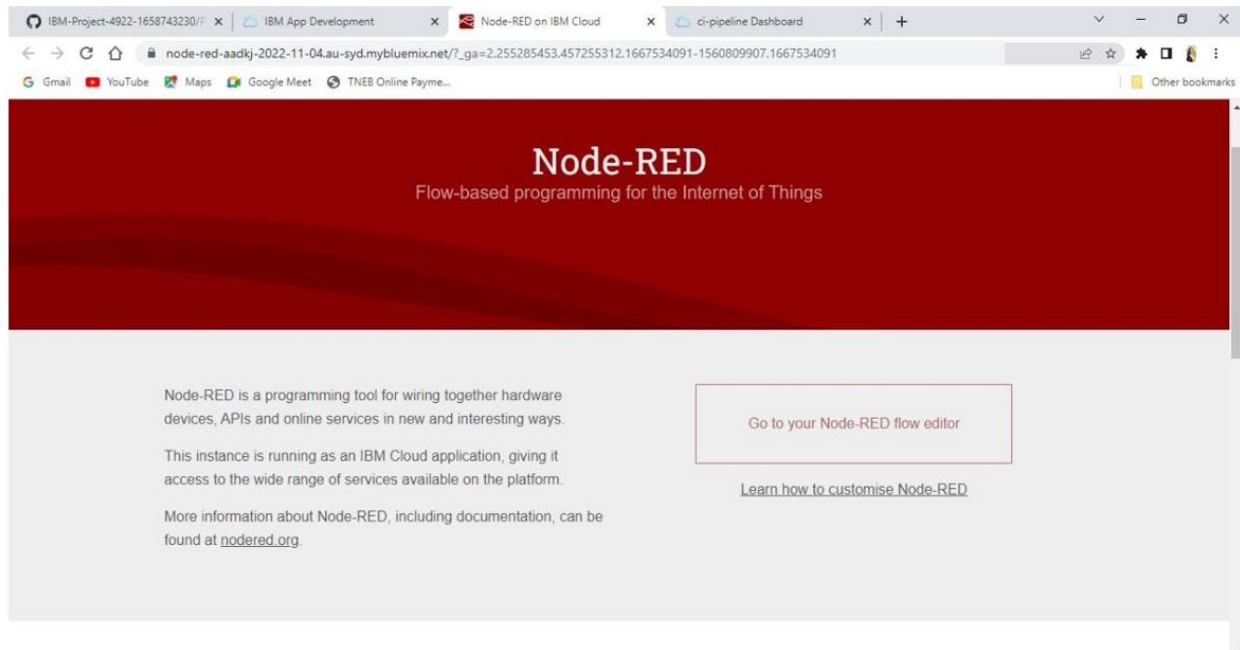 IBM-Project-4922-1658743230/P
IBM App Development
Node-RED on IBM Cloud
ci-pipeline Dashboard
node-red-aadkj-2022-11-04.au-syd.mybluemix.net/?_ga=2.255285453.457255312.1667534091-1560809907.1667534091
Gmail YouTube Maps Google Meet TNEB Online Payme... Other bookmarks
Node-RED
Flow-based programming for the Internet of Things
Node-RED is a programming tool for wiring together hardware
devices, APIs and online services in new and interesting ways.
This instance is running as an IBM Cloud application, giving it
access to the wide range of services available on the platform.
More information about Node-RED, including documentation, can be
found at nodered.org.
Go to your Node-RED flow editor
Learn how to customise Node-RED